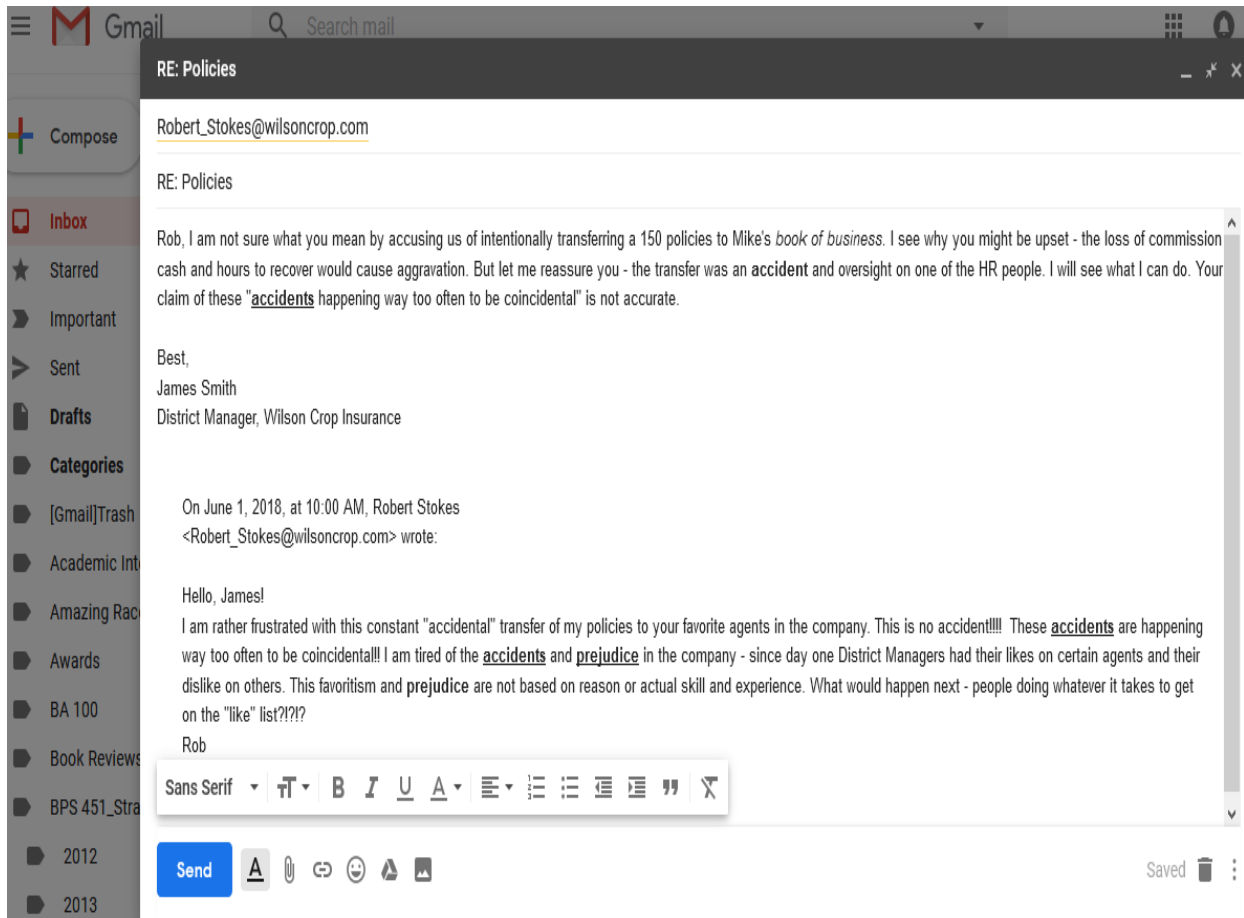 Gmail
Search mail
RE: Policies
Compose
Robert_Stokes@wilsoncrop.com
RE: Policies
Inbox
Starred
Important
Sent
Drafts
Categories
[Gmail]Trash
Academic Int
Amazing Rac
Awards
BA 100
Book Reviews
BPS 451_Stra
2012
2013
Rob, I am not sure what you mean by accusing us of intentionally transferring a 150 policies to Mike's book of business. I see why you might be upset - the loss of commission
cash and hours to recover would cause aggravation. But let me reassure you - the transfer was an accident and oversight on one of the HR people. I will see what I can do. Your
claim of these "accidents happening way too often to be coincidental" is not accurate.
Best,
James Smith
District Manager, Wilson Crop Insurance
On June 1, 2018, at 10:00 AM, Robert Stokes
<Robert_Stokes@wilsoncrop.com> wrote:
Hello, James!
I am rather frustrated with this constant "accidental" transfer of my policies to your favorite agents in the company. This is no accident!!!! These accidents are happening
way too often to be coincidental!! I am tired of the accidents and prejudice in the company - since day one District Managers had their likes on certain agents and their
dislike on others. This favoritism and prejudice are not based on reason or actual skill and experience. What would happen next - people doing whatever it takes to get
on the "like" list?!?!?
Rob
Sans Serif
Send
Saved